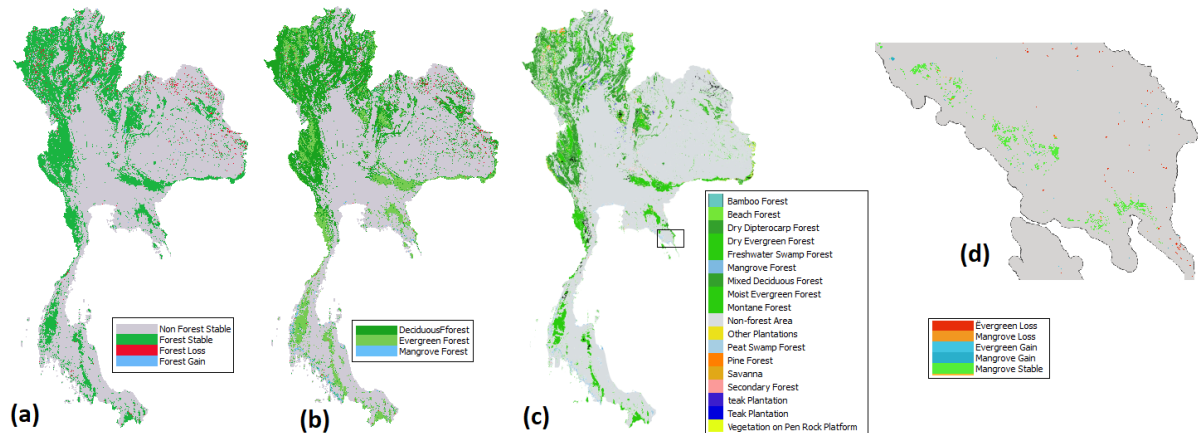 Non Forest Stable
Forest Stable
Forest Loss
Forest Gain
(a)
DeciduousFforest
Evergreen Forest
Mangrove Forest
(b)
Bamboo Forest
Beach Forest
Dry Dipterocarp Forest
Dry Evergreen Forest
Freshwater Swamp Forest
Mangrove Forest
Mixed Deciduous Forest
Moist Evergreen Forest
Montane Forest
Non-forest Area
Other Plantations
Peat Swamp Forest
Pine Forest
Savanna
Secondary Forest
teak Plantation
Teak Plantation
Vegetation on Pen Rock Platform
(c)
(d)
Evergreen Loss
Mangrove Loss
Evergreen Gain
Mangrove Gain
Mangrove Stable